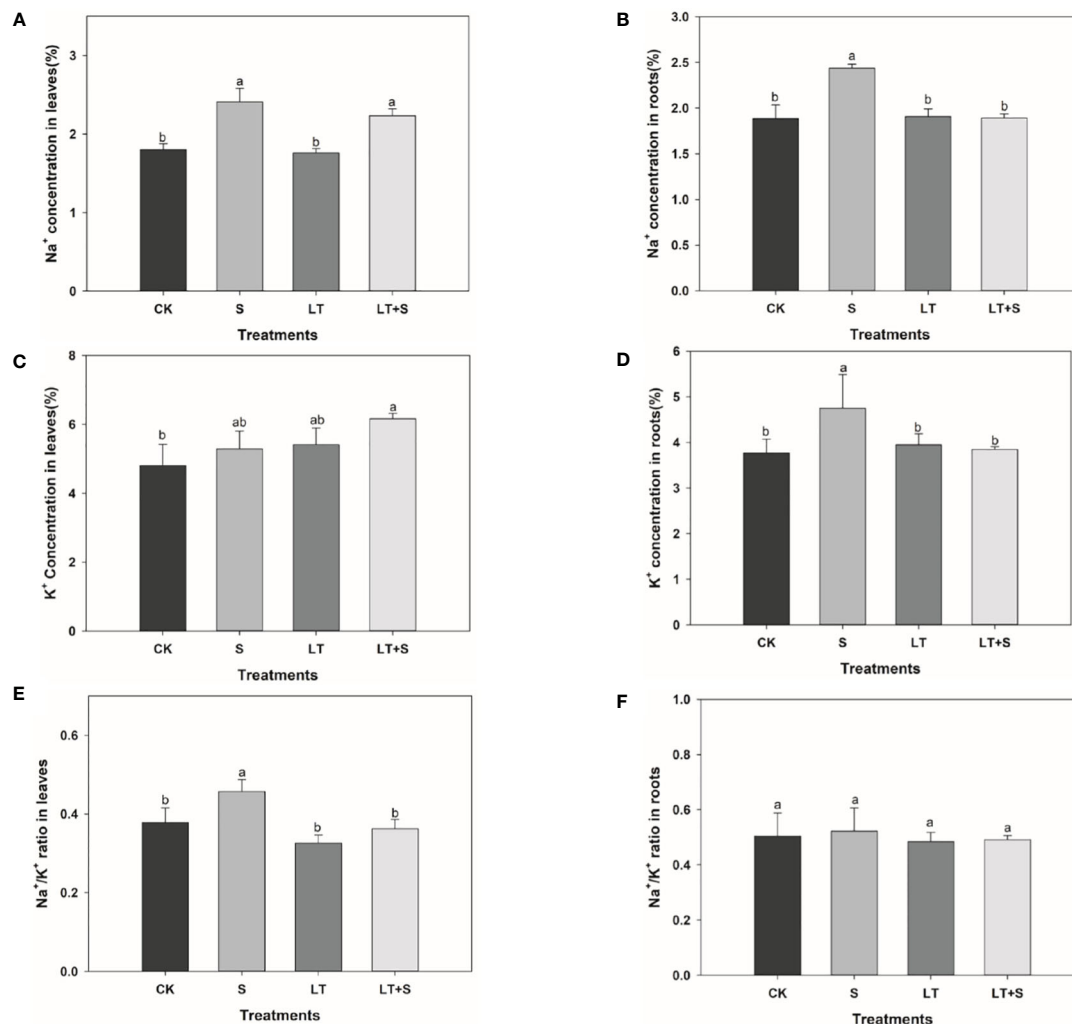 A
Na+ concentration in leaves(%)
3
2
1
0
b
a
b
a
CK S LT LT+S
Treatments
B
Na+ concentration in roots(%)
3.0
2.5
2.0
1.5
1.0
.5
0.0
b
a
b
b
CK S LT LT+S
Treatments
C
K+ Concentration in leaves(%)
8
6
4
2
0
b
ab
ab
a
CK S LT LT+S
Treatments
D
K+ concentration in roots(%)
6
5
4
3
2
1
0
b
a
b
b
CK S LT LT+S
Treatments
E
Na+/K+ ratio in leaves
0.6
0.4
0.2
0.0
b
a
b
b
CK S LT LT+S
Treatments
F
Na+/K+ ratio in roots
1.0
0.8
0.6
0.4
0.2
0.0
a
a
a
a
CK S LT LT+S
Treatments